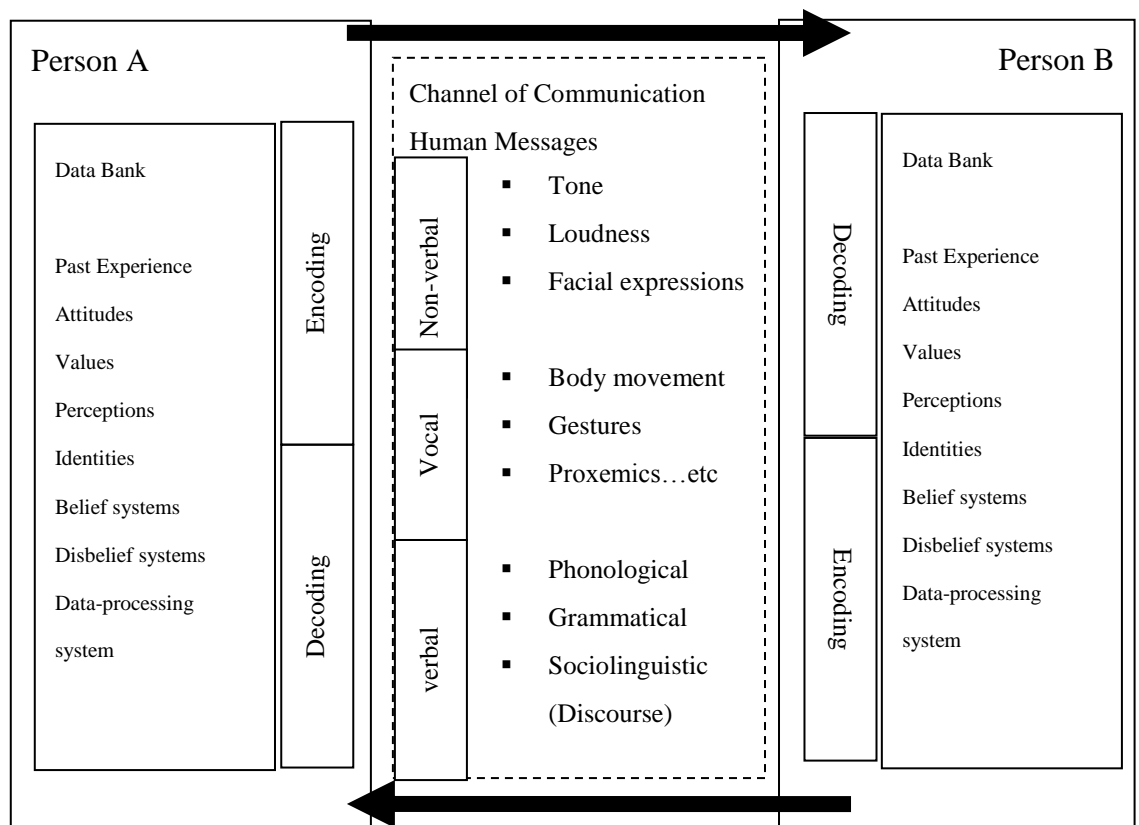 Person A
Data Bank
Past Experience
Attitudes
Values
Perceptions
Identities
Belief systems
Disbelief systems
Data-processing
system
Encoding
Decoding
Channel of Communication
Human Messages
Non-verbal
▪ Tone
▪ Loudness
▪ Facial expressions
Vocal
▪ Body movement
▪ Gestures
▪ Proxemics…etc
verbal
▪ Phonological
▪ Grammatical
▪ Sociolinguistic
(Discourse)
Person B
Decoding
Encoding
Data Bank
Past Experience
Attitudes
Values
Perceptions
Identities
Belief systems
Disbelief systems
Data-processing
system